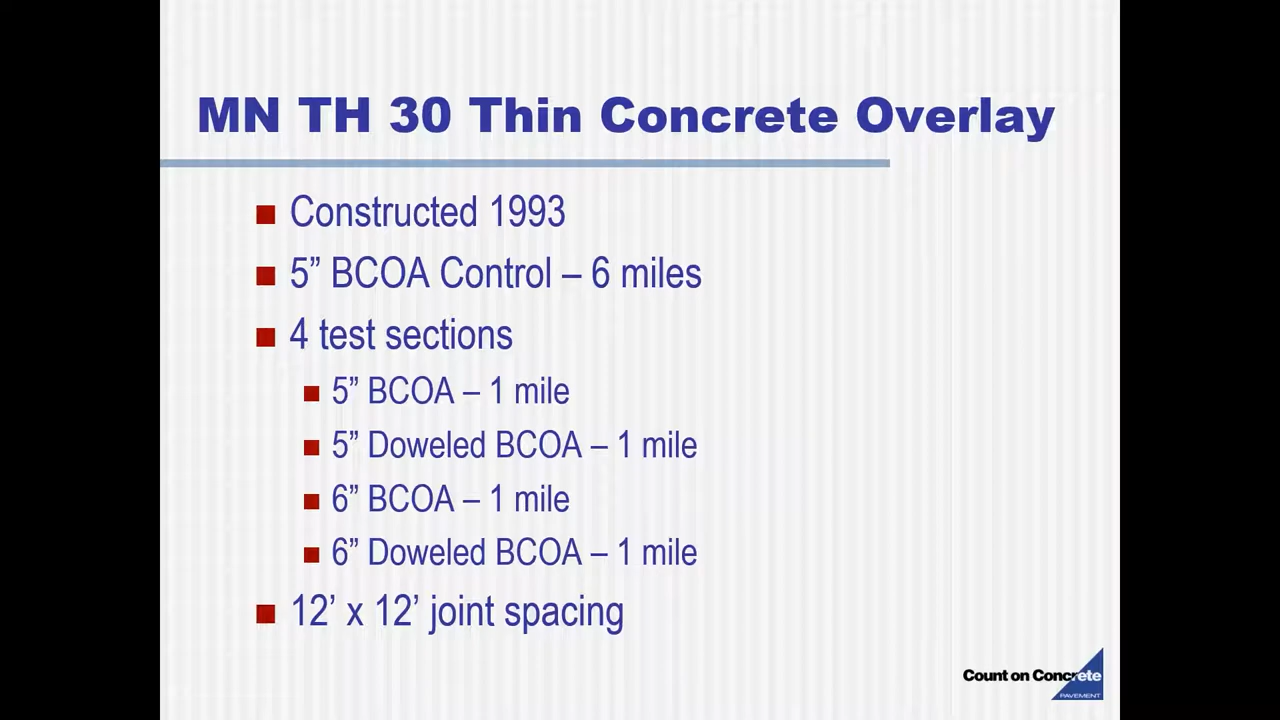 MN TH 30 Thin Concrete Overlay
Constructed 1993
5” BCOA Control – 6 miles
4 test sections
5” BCOA – 1 mile
5” Doweled BCOA – 1 mile
6” BCOA – 1 mile
6” Doweled BCOA – 1 mile
12’ x 12’ joint spacing
Count on Concrete
PAVEMENT